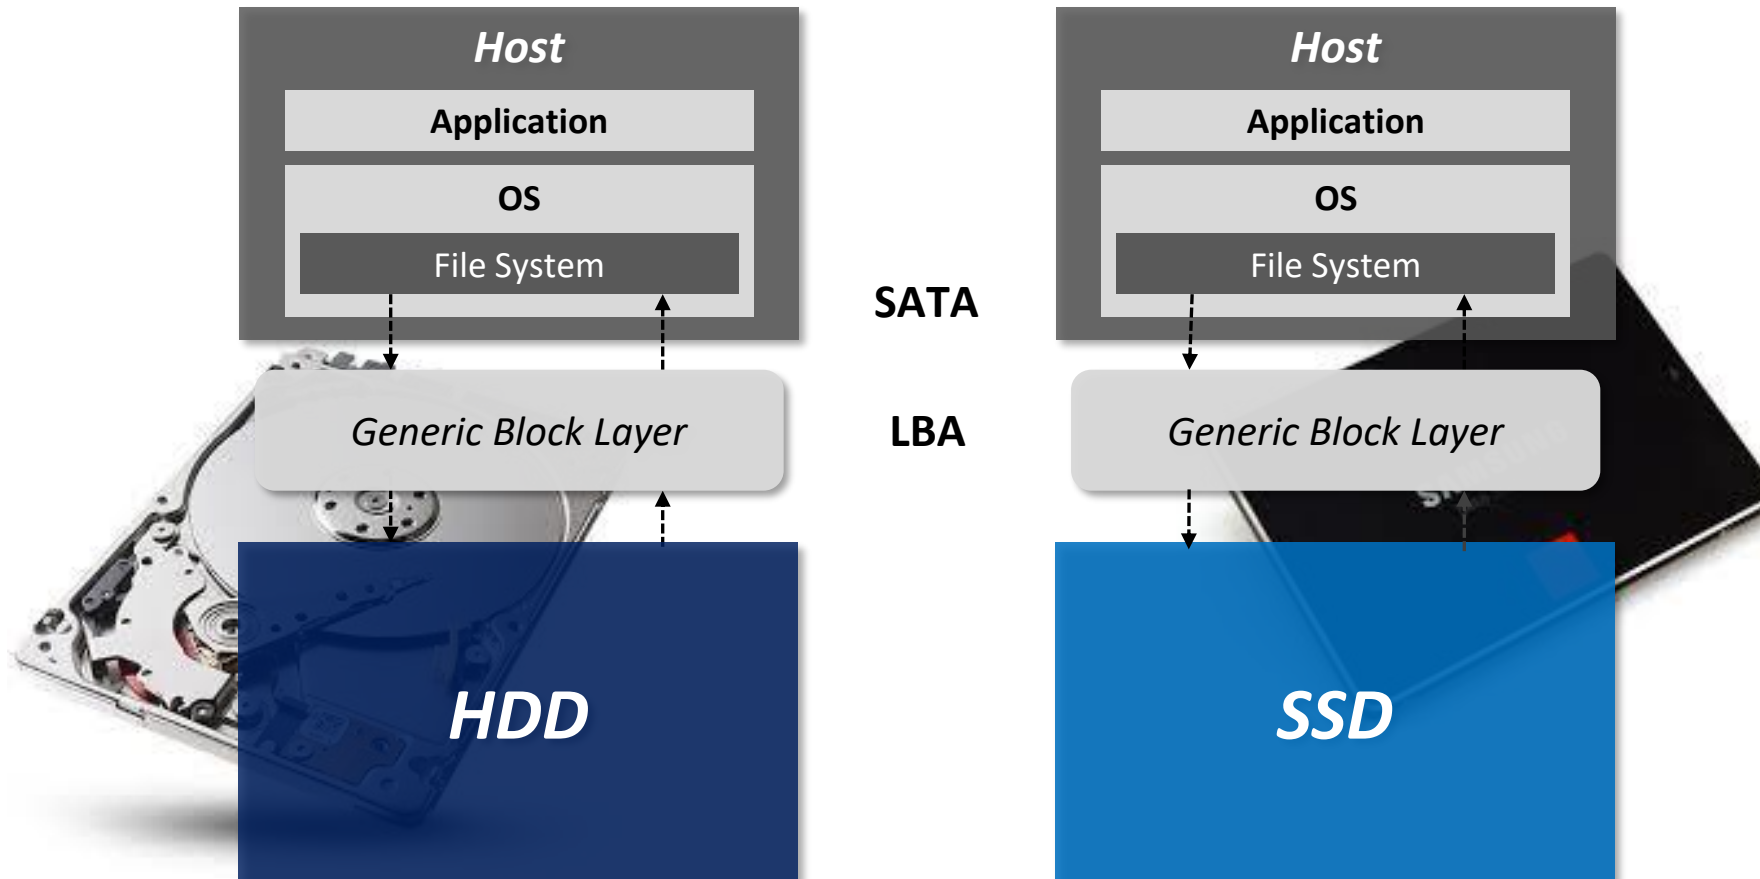 Host
Application
OS
File System
Generic Block Layer
HDD
SATA
LBA
Host
Application
OS
File System
Generic Block Layer
SAMSUNG
SSD